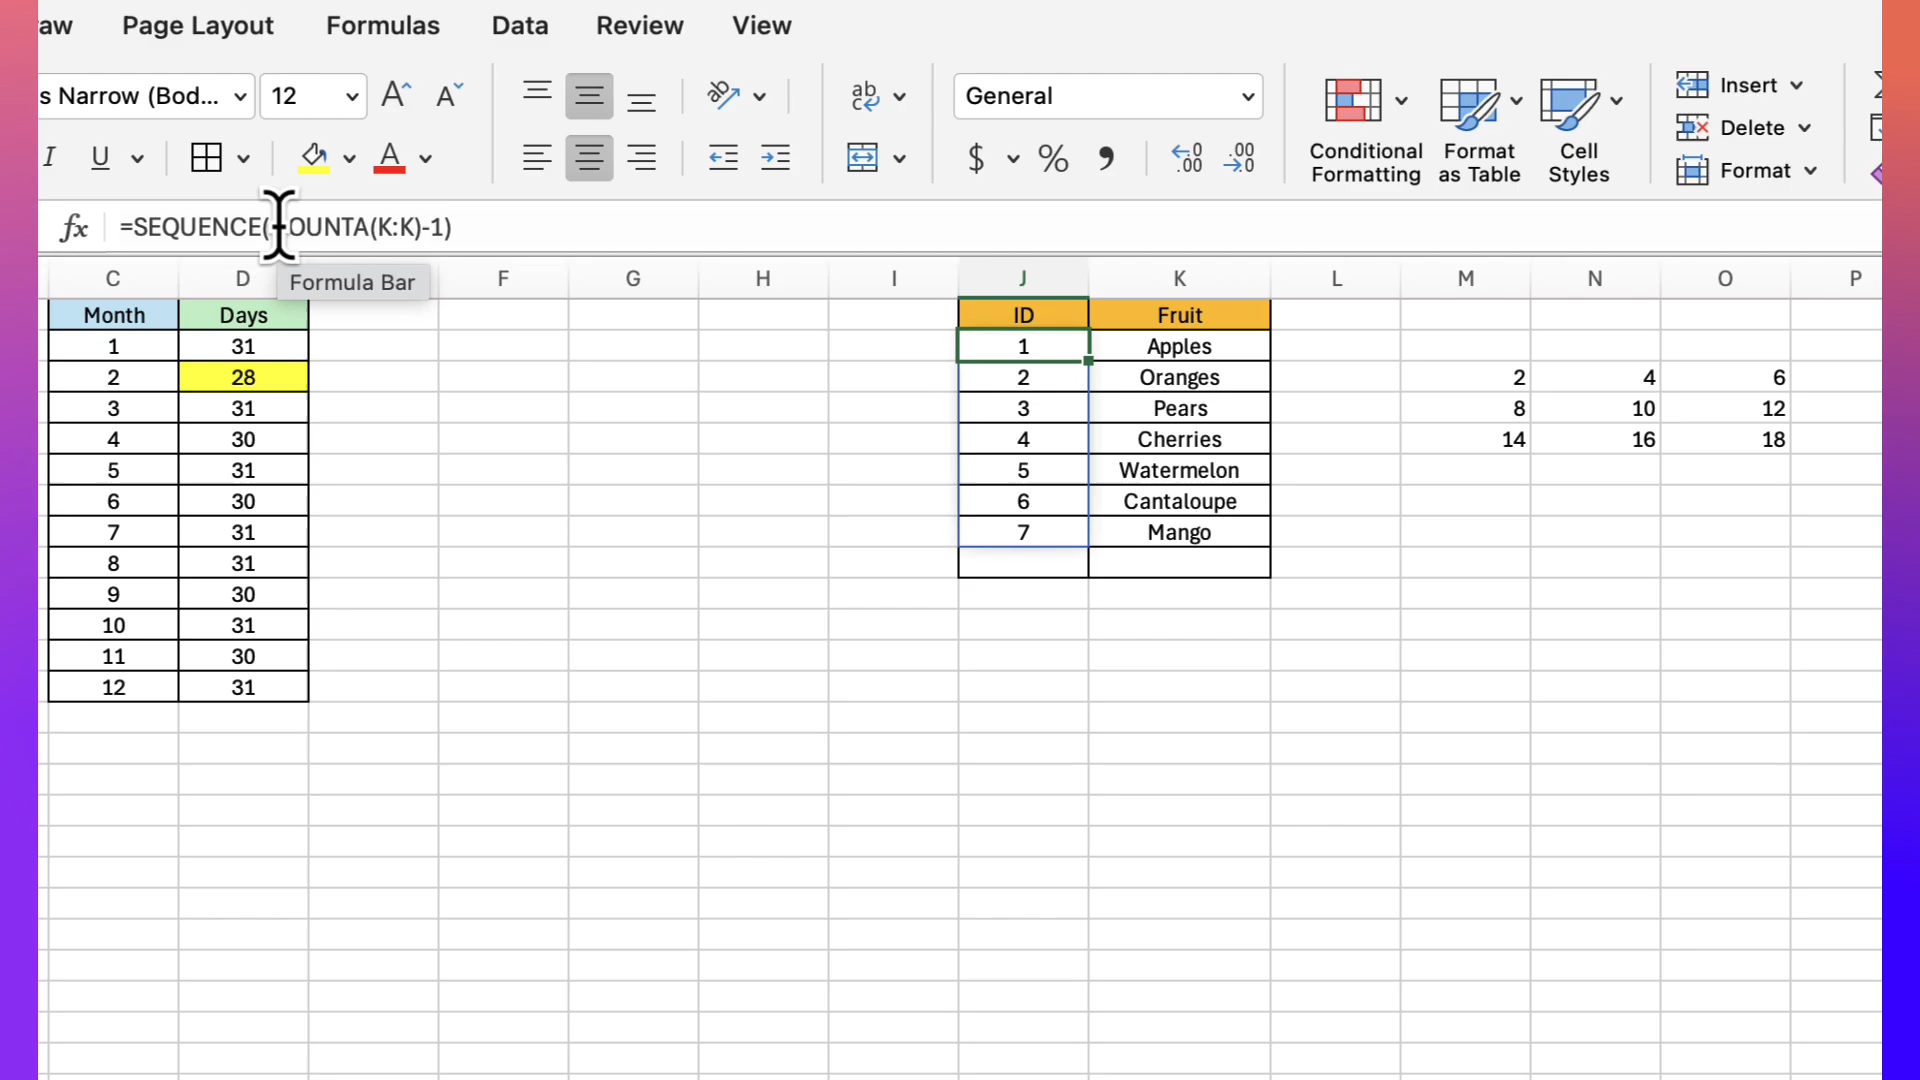 aw Page Layout Formulas Data Review View
s Narrow (Bod... 12 A A ab General Insert
Delete
I U A $ % Conditional Formatting Format as Table Cell Styles Format
fx =SEQUENCE( OUNTA(K:K)-1)
Formula Bar
C D F G H I J K L M N O P
Month Days ID Fruit
1 31 1 Apples
2 28 2 Oranges 2 4 6
3 31 3 Pears 8 10 12
4 30 4 Cherries 14 16 18
5 31 5 Watermelon
6 30 6 Cantaloupe
7 31 7 Mango
8 31
9 30
10 31
11 30
12 31